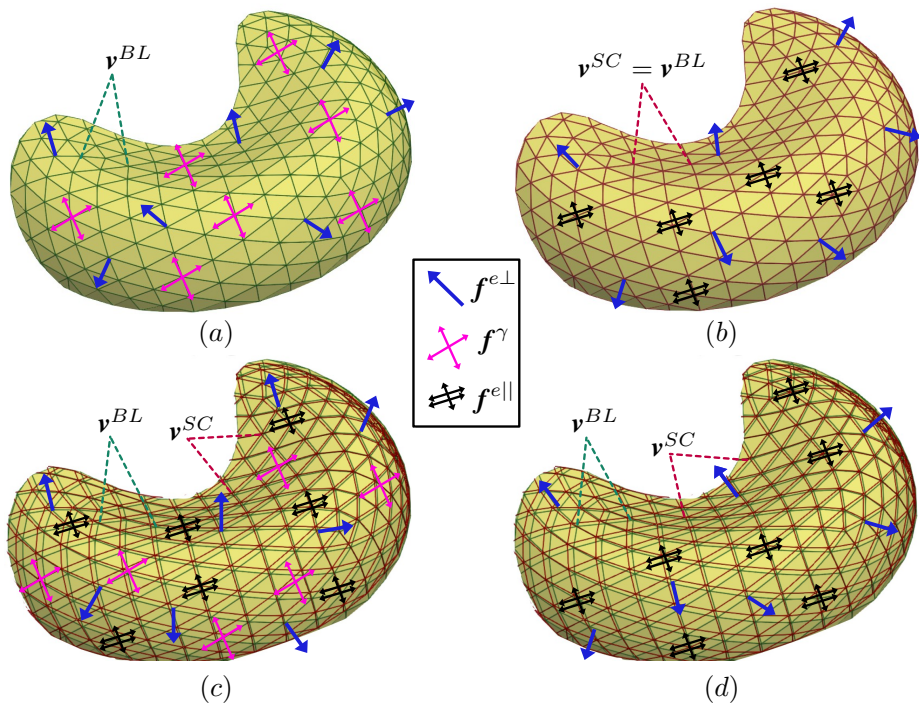 v^{BL}
v^{SC} = v^{BL}
(a)
(b)
f^{e⊥}
f^{γ}
f^{e||}
v^{BL}
v^{SC}
v^{BL}
v^{SC}
(c)
(d)